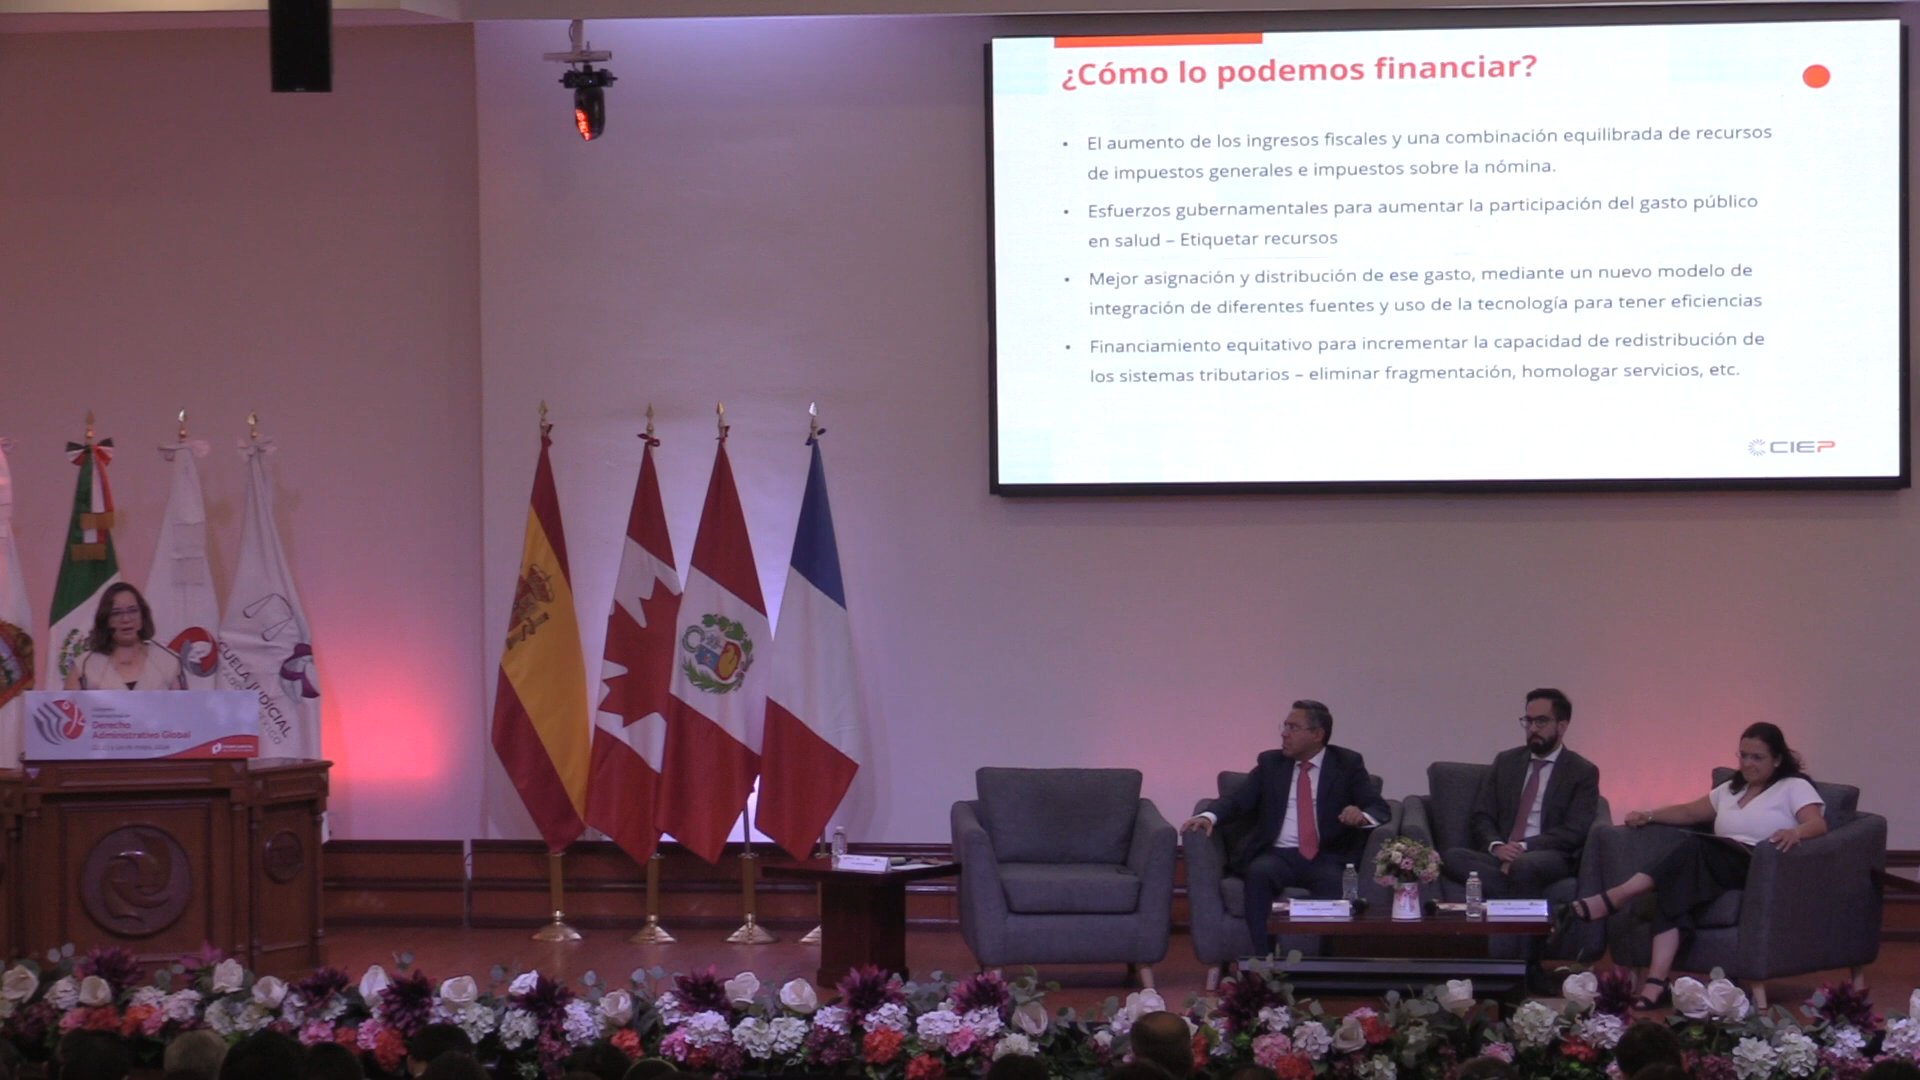 ¿Cómo lo podemos financiar?
• El aumento de los ingresos fiscales y una combinación equilibrada de recursos
de impuestos generales e impuestos sobre la nómina.
• Esfuerzos gubernamentales para aumentar la participación del gasto público
en salud – Etiquetar recursos
• Mejor asignación y distribución de ese gasto, mediante un nuevo modelo de
integración de diferentes fuentes y uso de la tecnología para tener eficiencias
• Financiamiento equitativo para incrementar la capacidad de redistribución de
los sistemas tributarios – eliminar fragmentación, homologar servicios, etc.
CIEP
CUELA JUDICIAL
Derecho
Administrativo Global